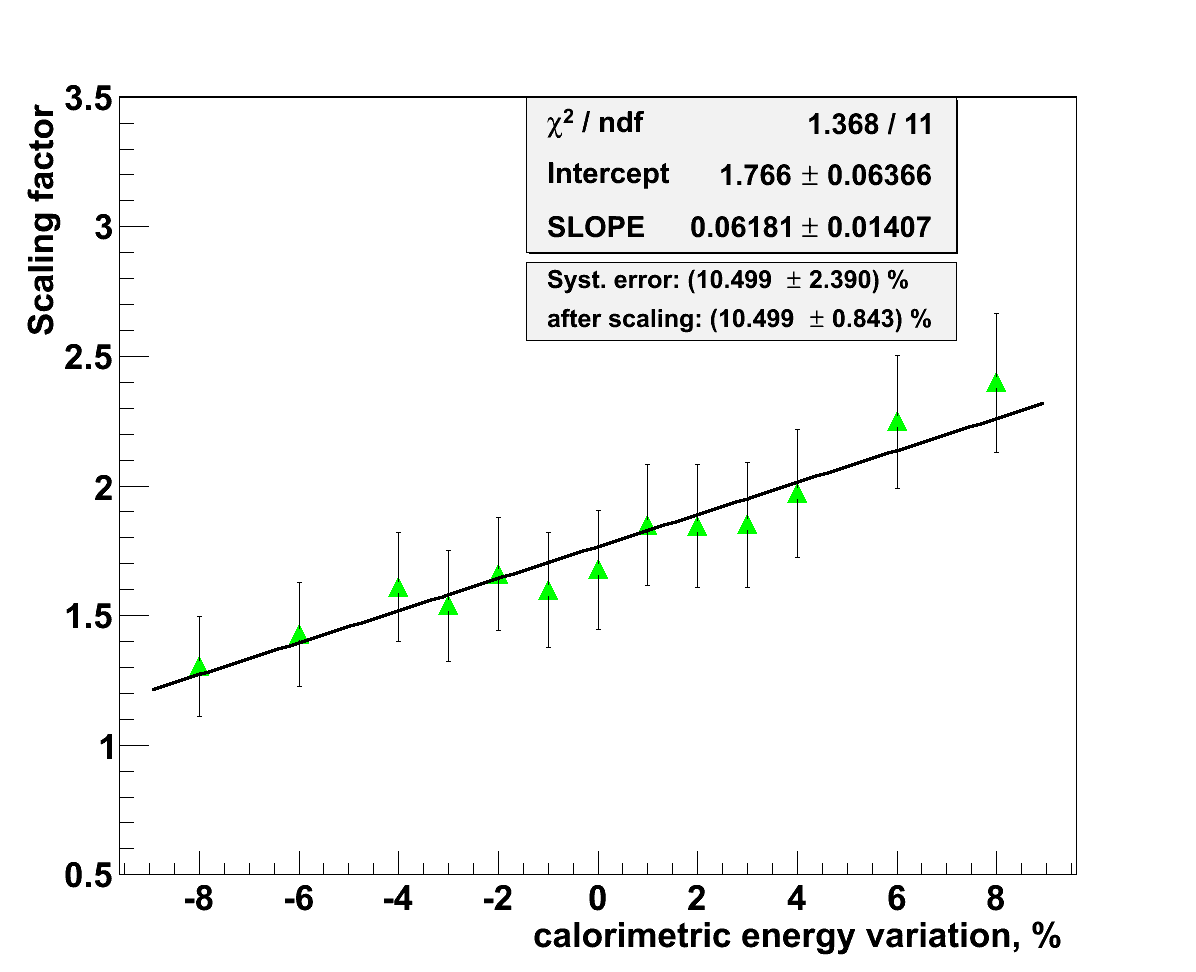 Scaling factor
3.5
3
2.5
2
1.5
1
0.5
χ² / ndf 1.368 / 11
Intercept 1.766 ± 0.06366
SLOPE 0.06181 ± 0.01407
Syst. error: (10.499 ± 2.390) %
after scaling: (10.499 ± 0.843) %
-8 -6 -4 -2 0 2 4 6 8
calorimetric energy variation, %